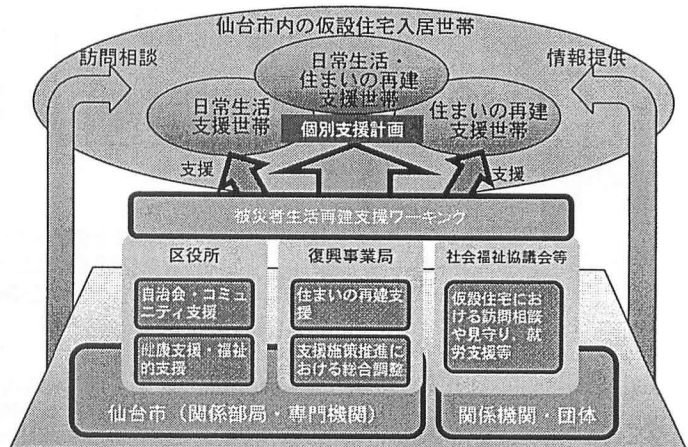 仙台市内の仮設住宅入居世帯
訪問相談
情報提供
日常生活・
住まいの再建
支援世帯
日常生活
支援世帯
住まいの再建
支援世帯
個別支援計画
支援
支援
被災者生活再建支援ワーキング
区役所
自治会・コミュ
ニティ支援
健康支援・福祉
的支援
復興事業局
住まいの再建支
援
支援施策推進に
おける総合調整
社会福祉協議会等
仮設住宅にお
ける訪問相談
や見守り，就
労支援等
仙台市（関係部局・専門機関）
関係機関・団体